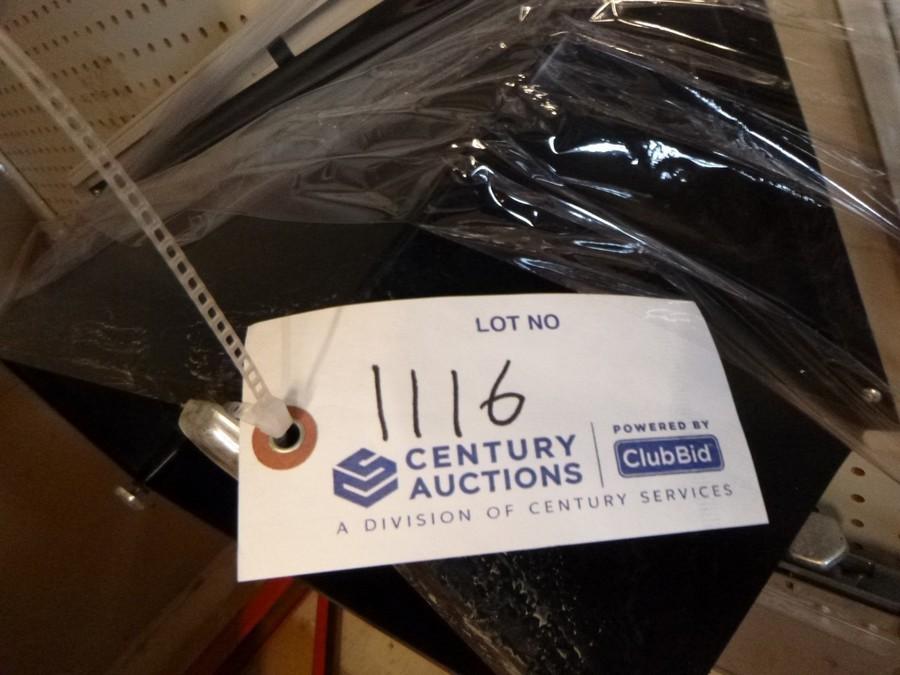 LOT NO
1116
CENTURY
AUCTIONS
POWERED BY
ClubBid
A DIVISION OF CENTURY SERVICES